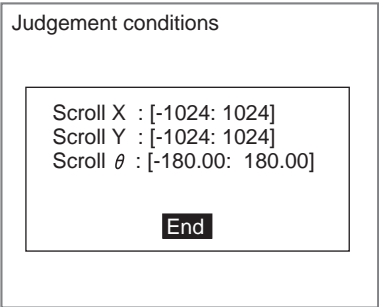 Judgement conditions
Scroll X : [-1024: 1024]
Scroll Y : [-1024: 1024]
Scroll θ : [-180.00: 180.00]
End